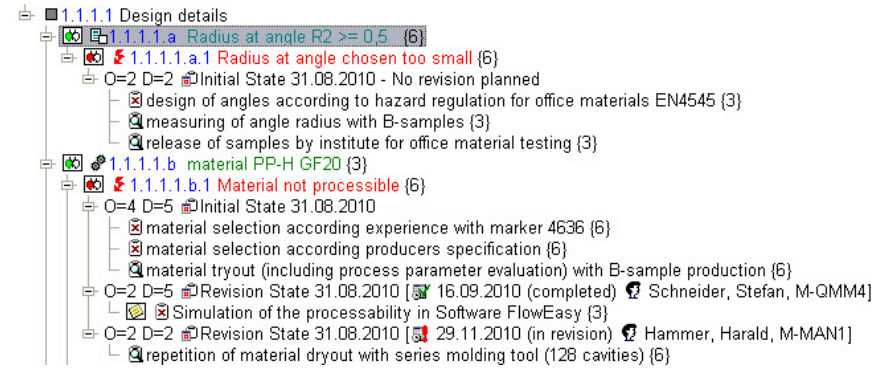 1.1.1.1 Design details
1.1.1.1.a Radius at angle R2 >= 0,5 {6}
1.1.1.1.a.1 Radius at angle chosen too small {6}
O=2 D=2 Initial State 31.08.2010 - No revision planned
design of angles according to hazard regulation for office materials EN4545 {3}
measuring of angle radius with B-samples {3}
release of samples by institute for office material testing {3}
1.1.1.1.b material PP-H GF20 {3}
1.1.1.1.b.1 Material not processible {6}
O=4 D=5 Initial State 31.08.2010
material selection according experience with marker 4636 {6}
material selection according producers specification {6}
material tryout (including process parameter evaluation) with B-sample production {6}
O=2 D=5 Revision State 31.08.2010 [ 16.09.2010 (completed) Schneider, Stefan, M-QMM4]
Simulation of the processability in Software FlowEasy {3}
O=2 D=2 Revision State 31.08.2010 [ 29.11.2010 (in revision) Hammer, Harald, M-MAN1]
repetition of material dryout with series molding tool (128 cavities) {6}